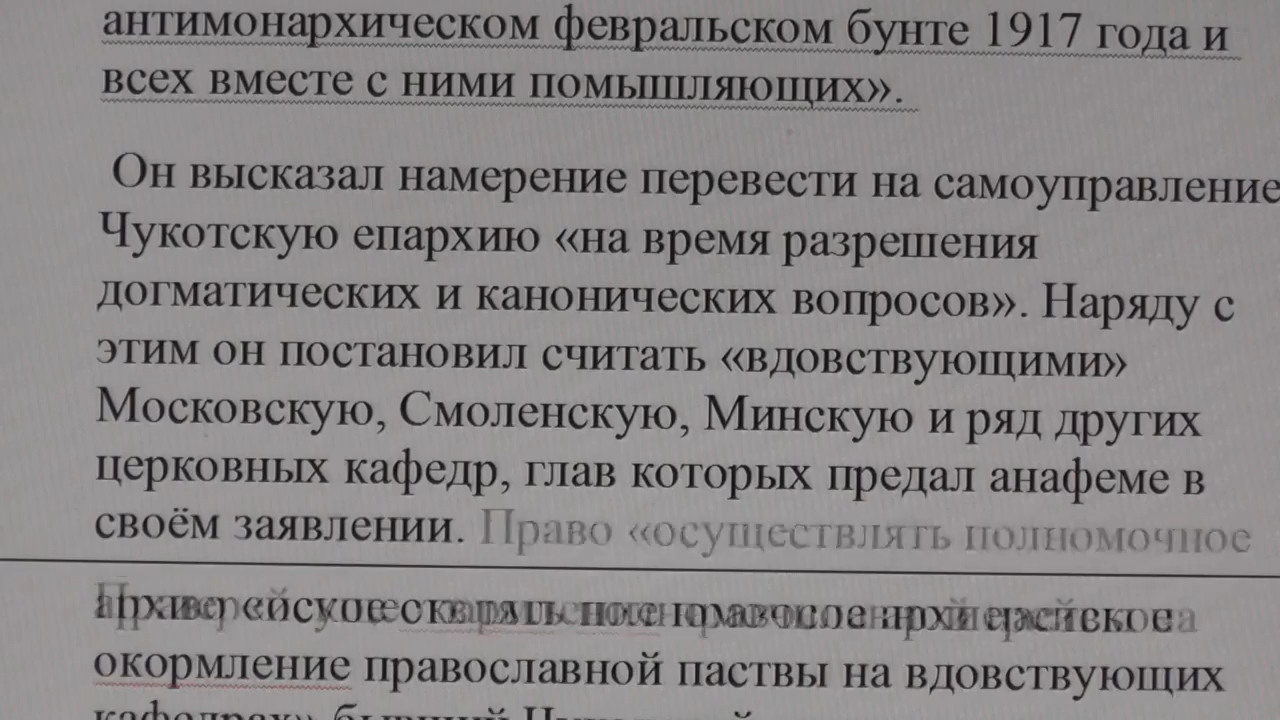 антимонархическом февральском бунте 1917 года и
всех вместе с ними помышляющих».
Он высказал намерение перевести на самоуправление
Чукотскую епархию «на время разрешения
догматических и канонических вопросов». Наряду с
этим он постановил считать «вдовствующими»
Московскую, Смоленскую, Минскую и ряд других
церковных кафедр, глав которых предал анафеме в
своём заявлении. Право «осуществлять полномочное
окормление православной паствы на вдовствующих